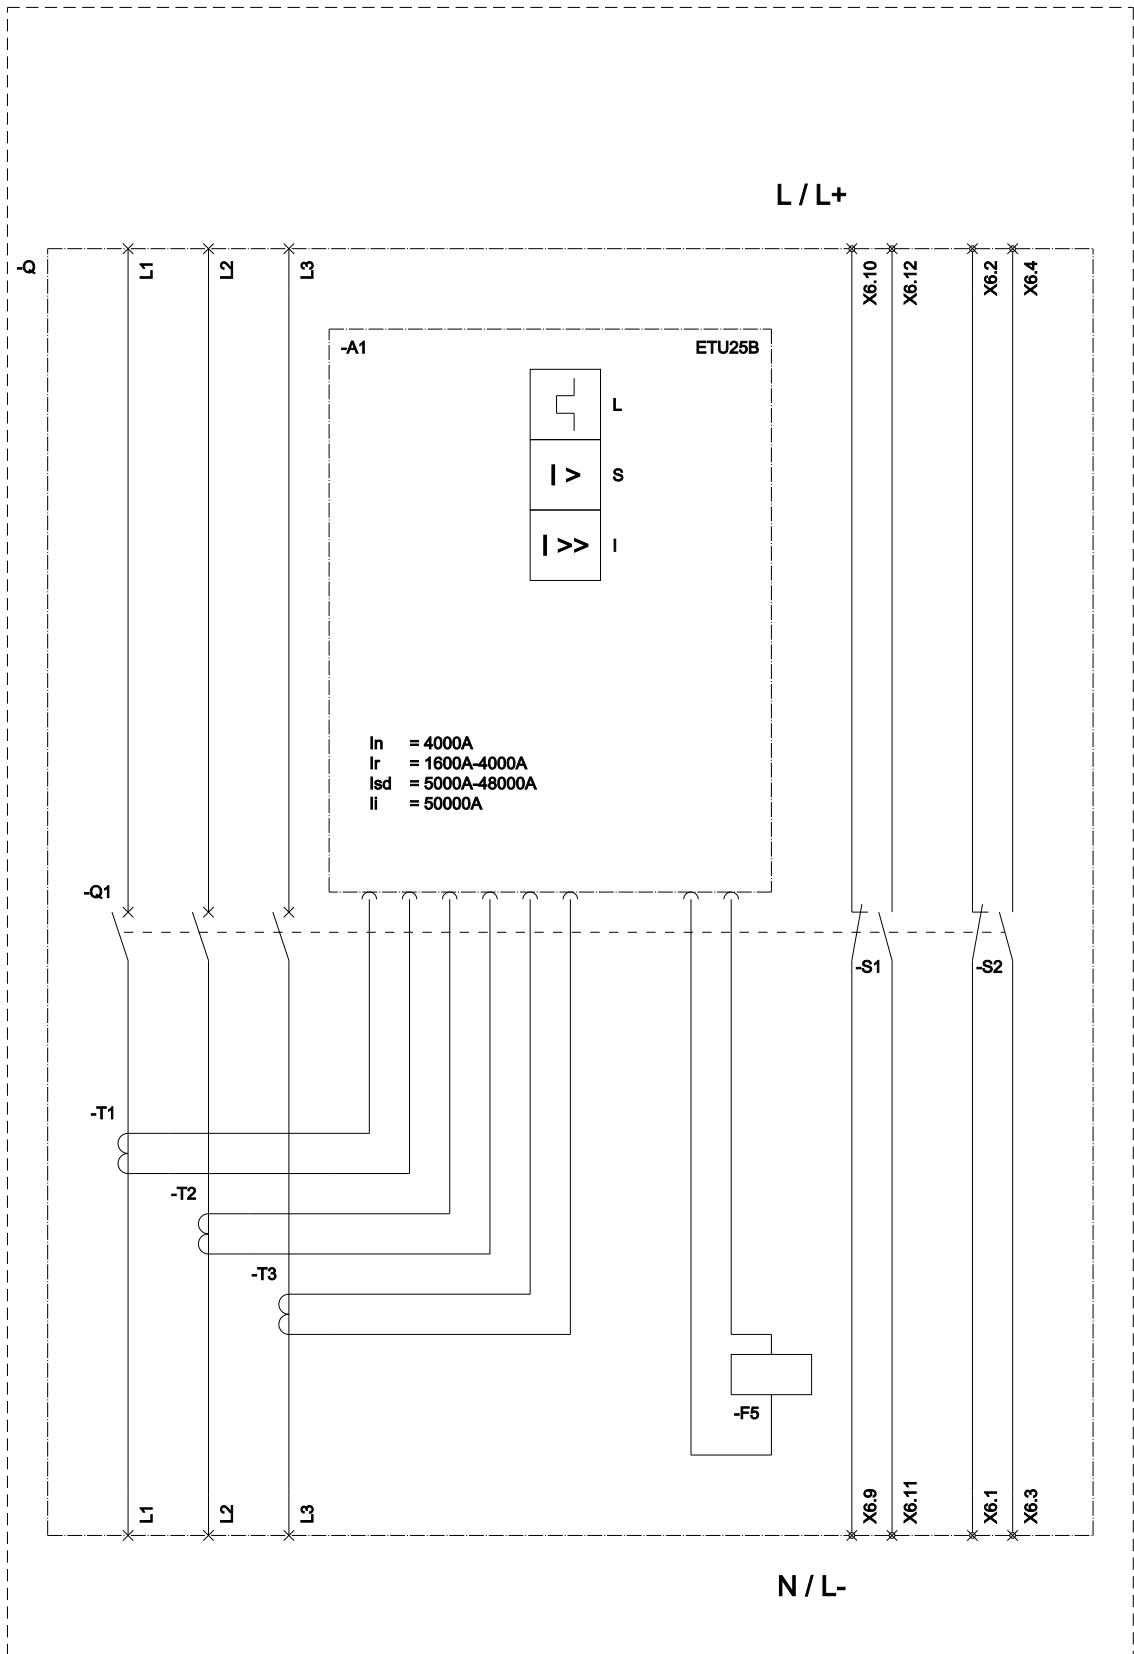 L / L+
-Q
L1
L2
L3
X6.10
X6.12
X6.2
X6.4
-A1
ETU25B
L
I >
S
I >>
I
In = 4000A
Ir = 1600A-4000A
Isd = 5000A-48000A
Ii = 50000A
-Q1
-S1
-S2
-T1
-T2
-T3
-F5
L1
L2
L3
X6.9
X6.11
X6.1
X6.3
N / L-